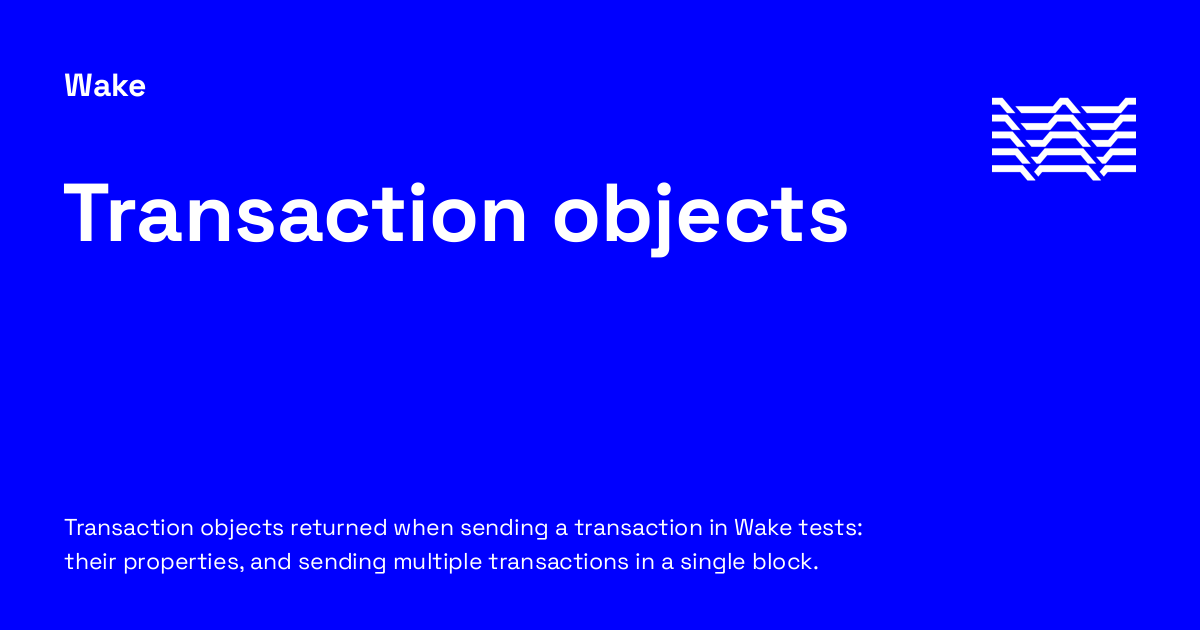 Wake
Transaction objects
Transaction objects returned when sending a transaction in Wake tests:
their properties, and sending multiple transactions in a single block.